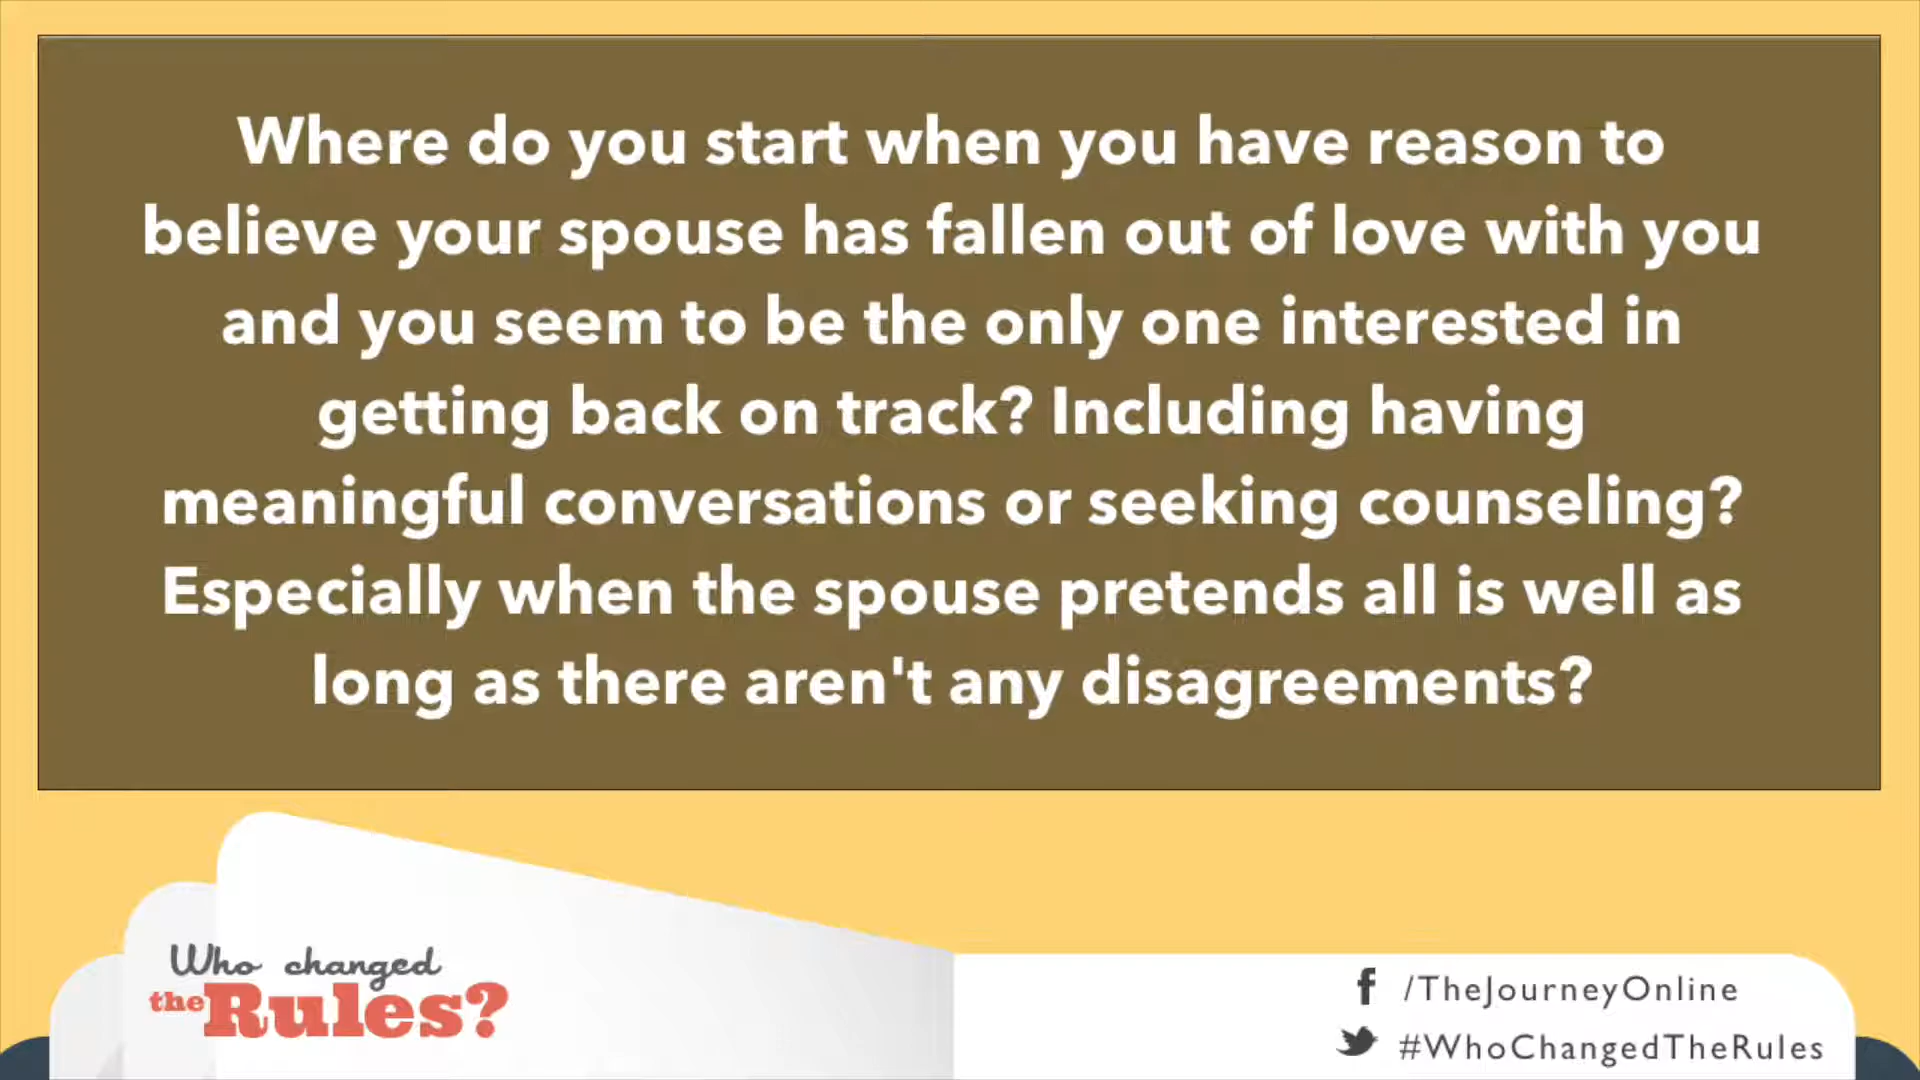 Where do you start when you have reason to
believe your spouse has fallen out of love with you
and you seem to be the only one interested in
getting back on track? Including having
meaningful conversations or seeking counseling?
Especially when the spouse pretends all is well as
long as there aren't any disagreements?
Who changed
the Rules?
/TheJourneyOnline
#WhoChangedTheRules